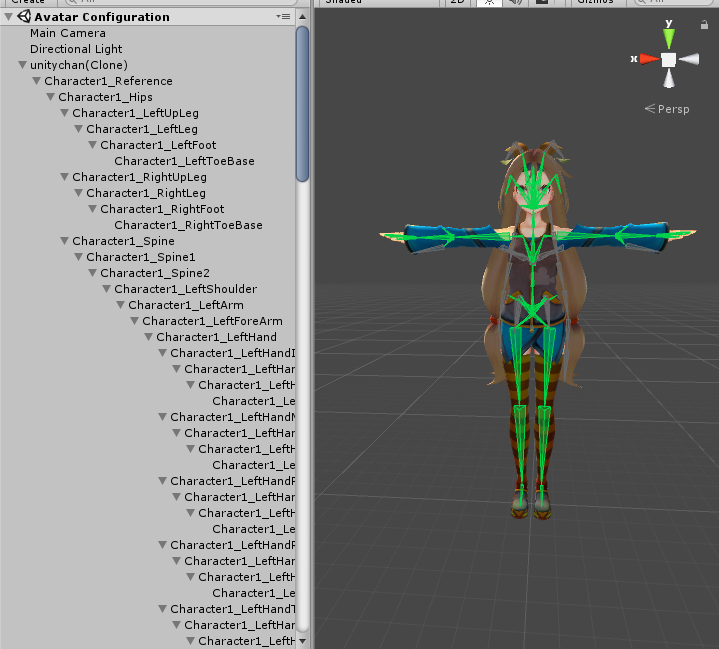 Create
All
Avatar Configuration
Main Camera
Directional Light
unitychan(Clone)
Character1_Reference
Character1_Hips
Character1_LeftUpLeg
Character1_LeftLeg
Character1_LeftFoot
Character1_LeftToeBase
Character1_RightUpLeg
Character1_RightLeg
Character1_RightFoot
Character1_RightToeBase
Character1_Spine
Character1_Spine1
Character1_Spine2
Character1_LeftShoulder
Character1_LeftArm
Character1_LeftForeArm
Character1_LeftHand
Character1_LeftHandI
Character1_LeftHar
Character1_LeftH
Character1_Le
Character1_LeftHandM
Character1_LeftHar
Character1_LeftH
Character1_Le
Character1_LeftHandP
Character1_LeftHar
Character1_LeftH
Character1_Le
Character1_LeftHandR
Character1_LeftHar
Character1_LeftH
Character1_Le
Character1_LeftHandT
Character1_LeftHar
Character1_LeftH
Shaded
2D
Gizmos
All
y
x
Persp